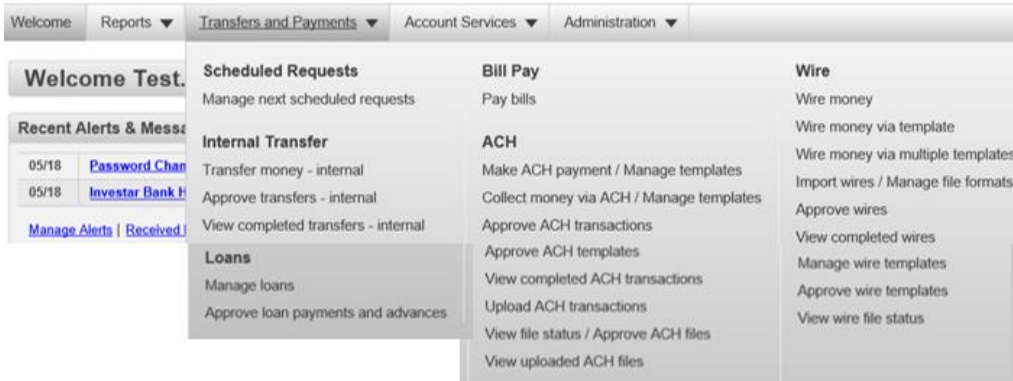 Welcome
Reports
Transfers and Payments
Account Services
Administration
Welcome Test.
Recent Alerts & Messa
05/18 Password Chan
05/18 Investar Bank H
Manage Alerts | Received
Scheduled Requests
Manage next scheduled requests
Internal Transfer
Transfer money - internal
Approve transfers - internal
View completed transfers - internal
Loans
Manage loans
Approve loan payments and advances
Bill Pay
Pay bills
ACH
Make ACH payment / Manage templates
Collect money via ACH / Manage templates
Approve ACH transactions
Approve ACH templates
View completed ACH transactions
Upload ACH transactions
View file status / Approve ACH files
View uploaded ACH files
Wire
Wire money
Wire money via template
Wire money via multiple templates
Import wires / Manage file formats
Approve wires
View completed wires
Manage wire templates
Approve wire templates
View wire file status